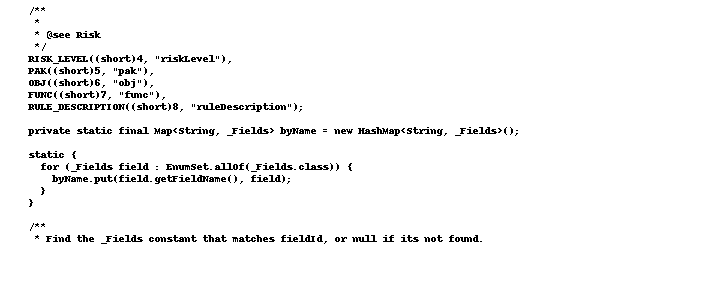 /**
 *
 * @see Risk
 */
RISK_LEVEL((short)4, "riskLevel"),
PAK((short)5, "pak"),
OBJ((short)6, "obj"),
FUNC((short)7, "func"),
RULE_DESCRIPTION((short)8, "ruleDescription");

private static final Map<String, _Fields> byName = new HashMap<String, _Fields>();

static {
  for (_Fields field : EnumSet.allOf(_Fields.class)) {
    byName.put(field.getFieldName(), field);
  }
}

/**
 * Find the _Fields constant that matches fieldId, or null if its not found.